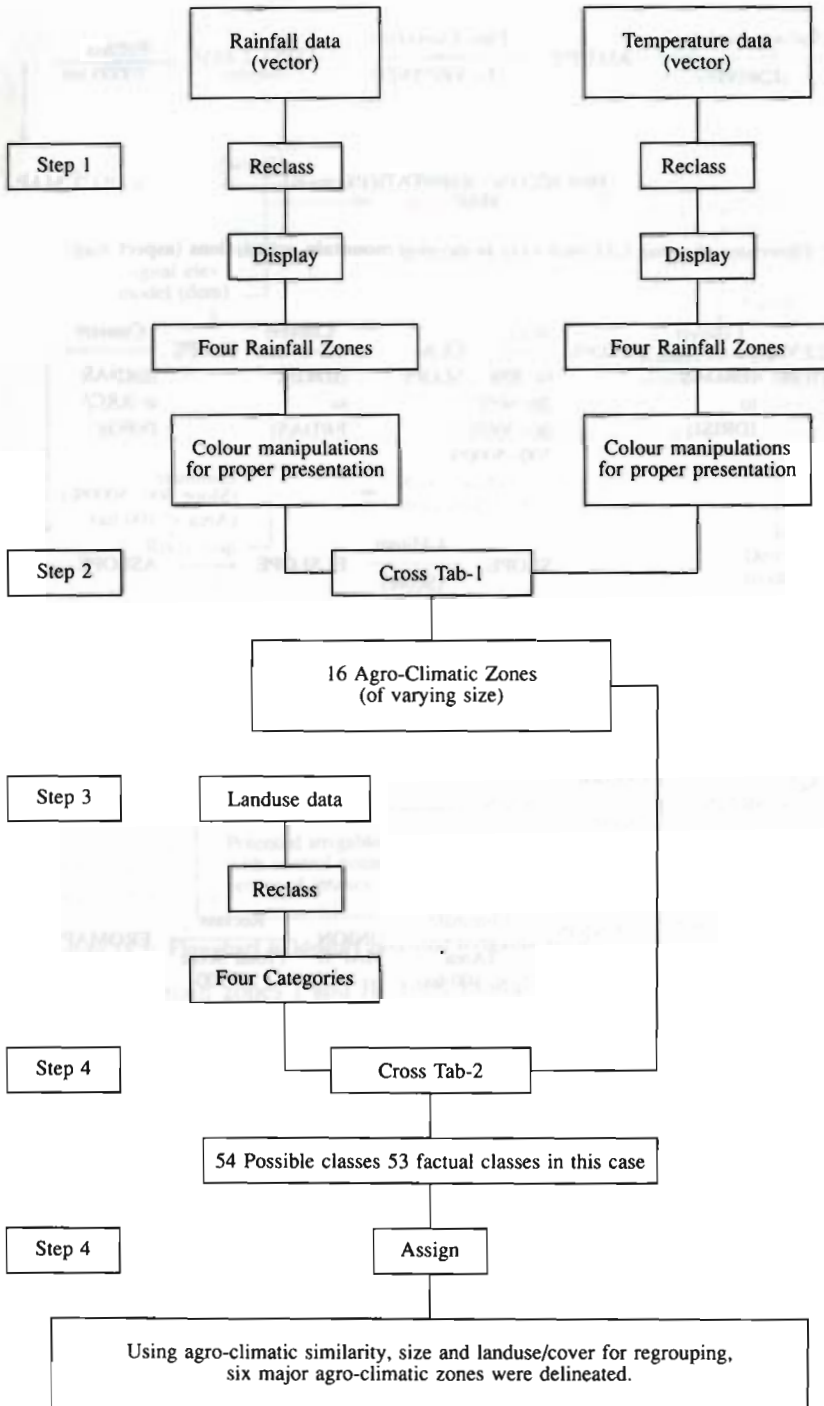 Rainfall data
(vector)
Temperature data
(vector)
Step 1
Reclass
Reclass
Display
Display
Four Rainfall Zones
Four Rainfall Zones
Colour manipulations
for proper presentation
Colour manipulations
for proper presentation
Step 2
Cross Tab-1
16 Agro-Climatic Zones
(of varying size)
Step 3
Landuse data
Reclass
Four Categories
Step 4
Cross Tab-2
54 Possible classes 53 factual classes in this case
Step 4
Assign
Using agro-climatic similarity, size and landuse/cover for regrouping,
six major agro-climatic zones were delineated.